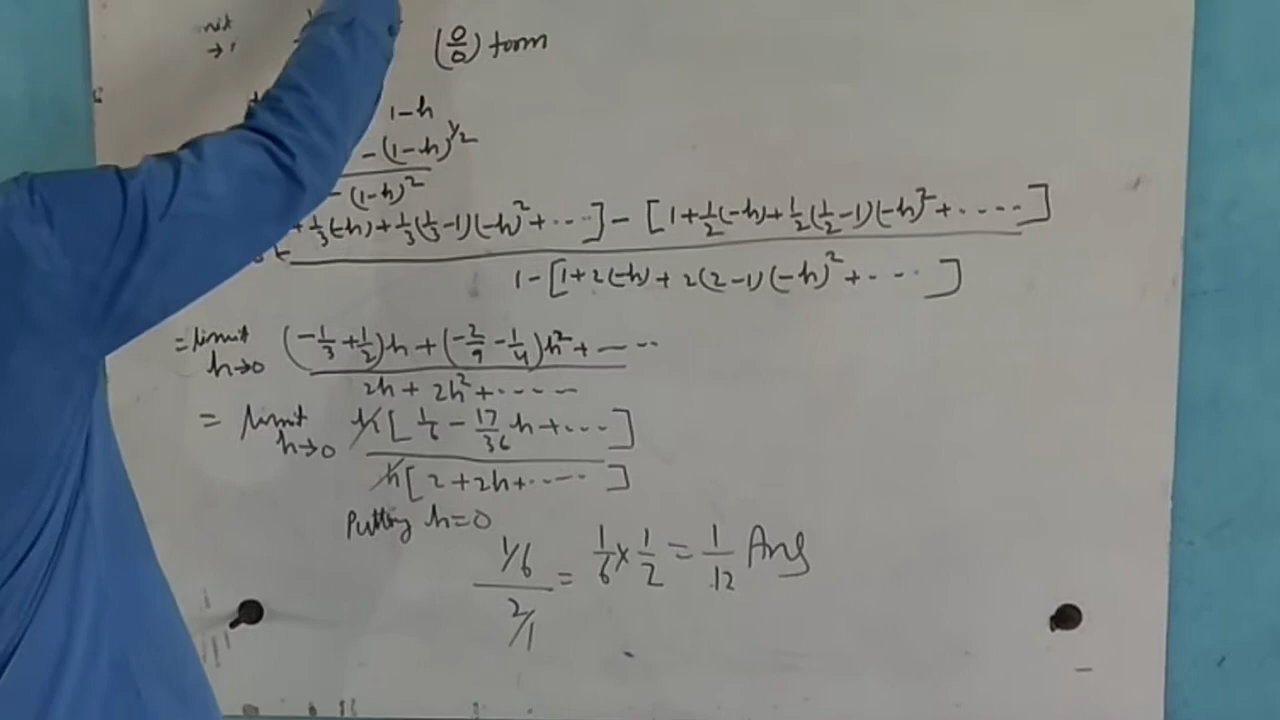 →1 (0/0) form
1-h
-(1-h)^1/2
-(1-h)^2
+1/3(-h)+1/3(1/3-1)(-h)^2+....]-[1+1/2(-h)+1/2(1/2-1)(-h)^2+.....]
1-[1+2(-h)+2(2-1)(-h)^2+....]
=limit h→0 (-1/3+1/2)h+(-2/9-1/4)h^2+-...
2h+2h^2+.....
= limit h→0 h[1/6-17/36h+....]
h[2+2h+.....]
Putting h=0
1/6 / 2/1 = 1/6×1/2=1/12 Ans